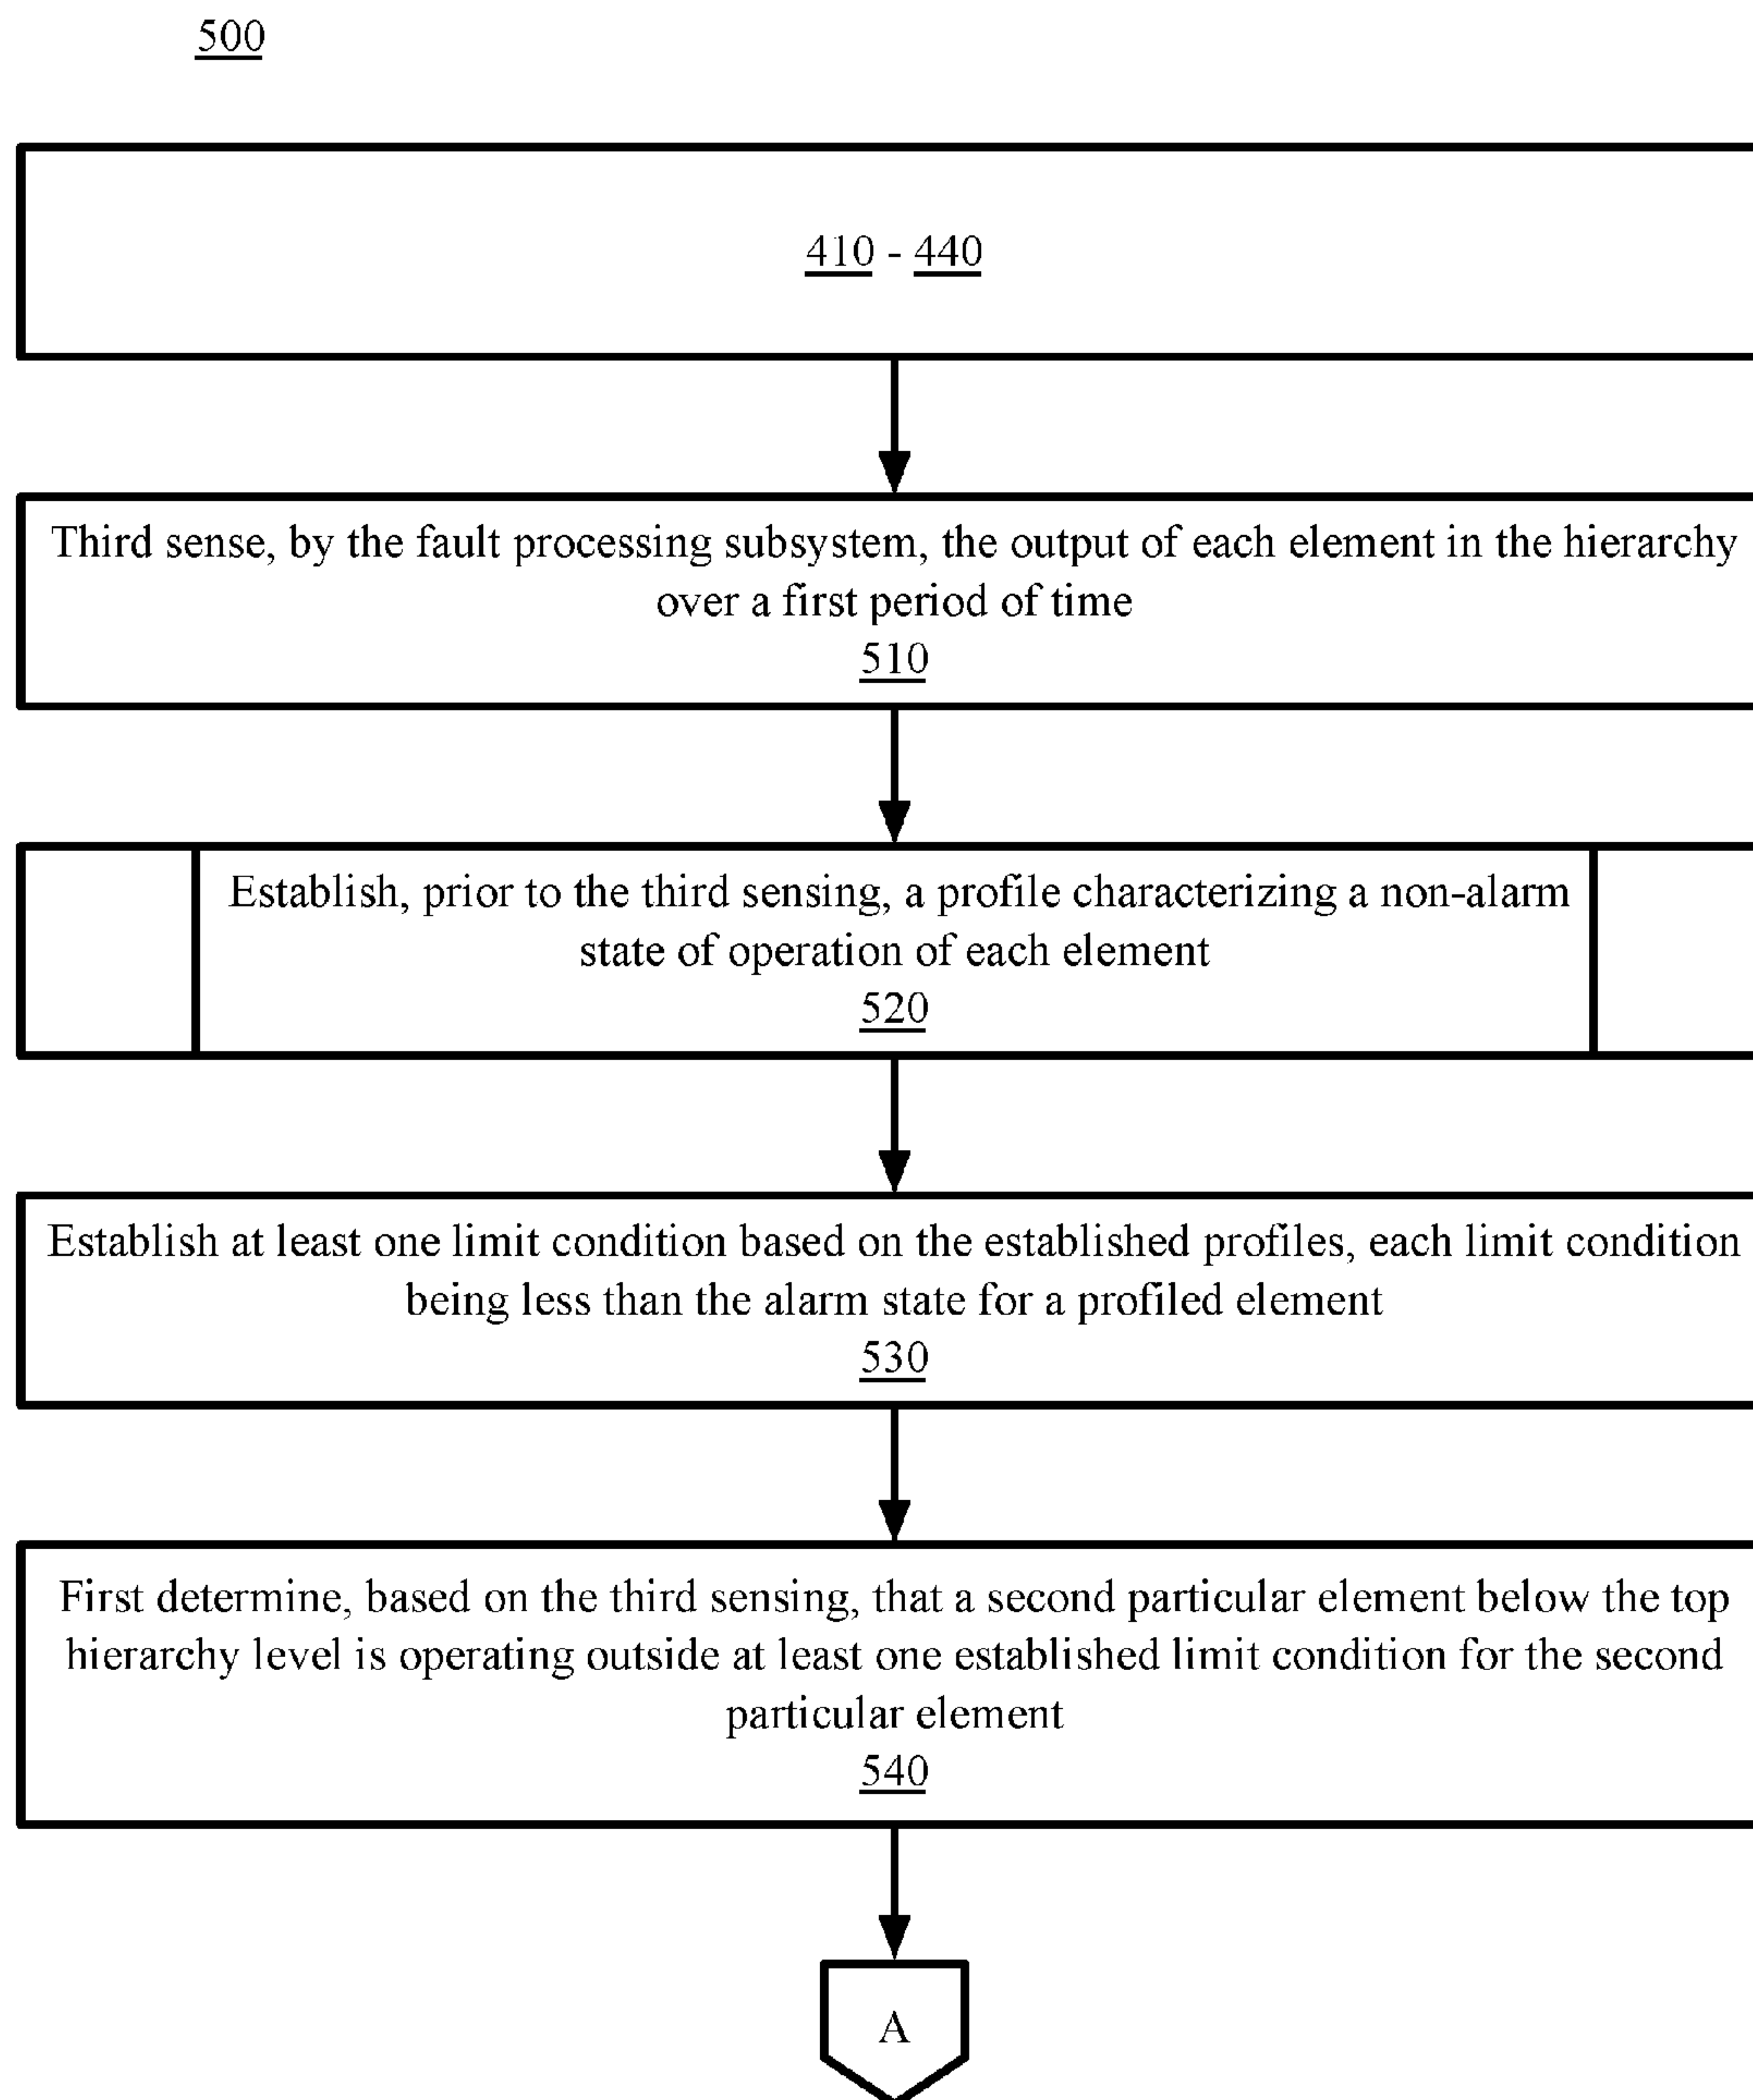 500
410 - 440
Third sense, by the fault processing subsystem, the output of each element in the hierarchy
over a first period of time
510
Establish, prior to the third sensing, a profile characterizing a non-alarm
state of operation of each element
520
Establish at least one limit condition based on the established profiles, each limit condition
being less than the alarm state for a profiled element
530
First determine, based on the third sensing, that a second particular element below the top
hierarchy level is operating outside at least one established limit condition for the second
particular element
540
A